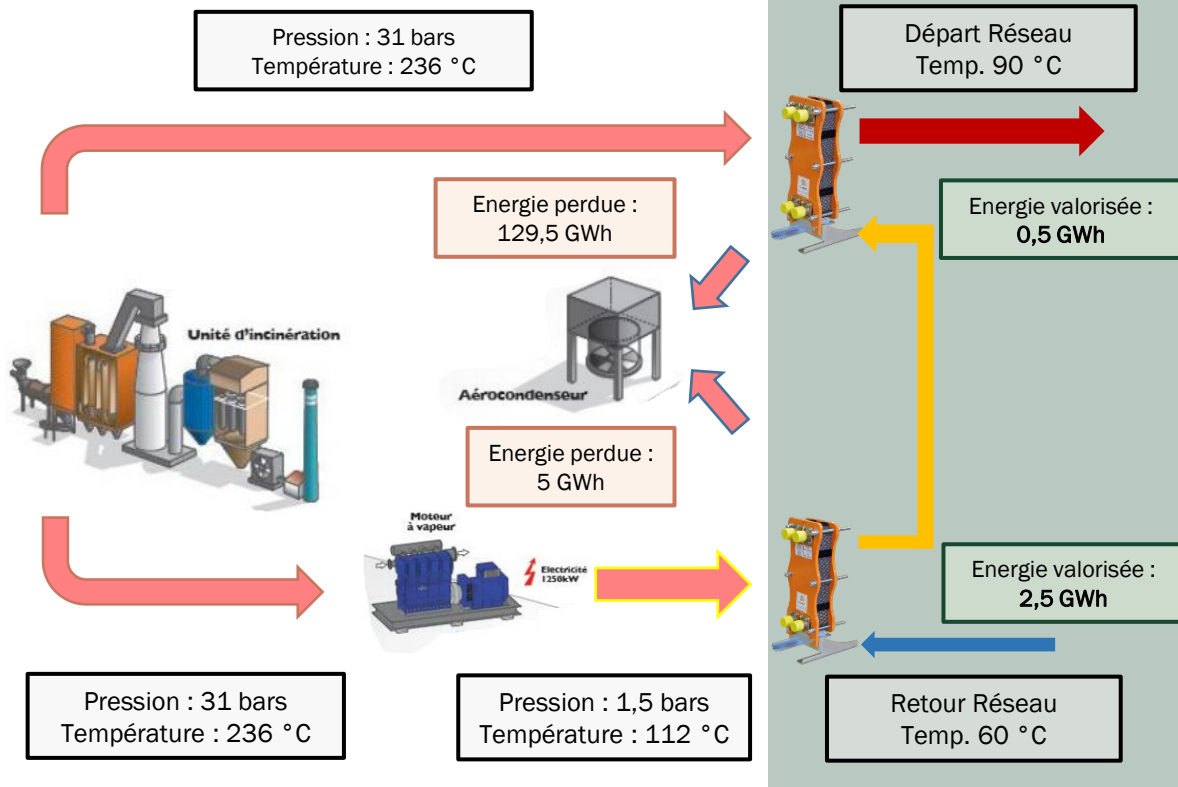 Pression : 31 bars
Température : 236 °C
Départ Réseau
Temp. 90 °C
Energie perdue :
129,5 GWh
Energie valorisée :
0,5 GWh
Unité d'incinération
Aérocondenseur
Energie perdue :
5 GWh
Moteur
à vapeur
Electricité
1250kW
Energie valorisée :
2,5 GWh
Pression : 31 bars
Température : 236 °C
Pression : 1,5 bars
Température : 112 °C
Retour Réseau
Temp. 60 °C